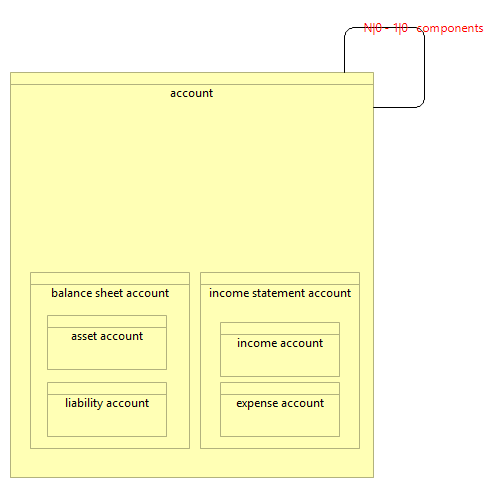 N|0 - 1|0 components
account
balance sheet account
income statement account
asset account
income account
liability account
expense account